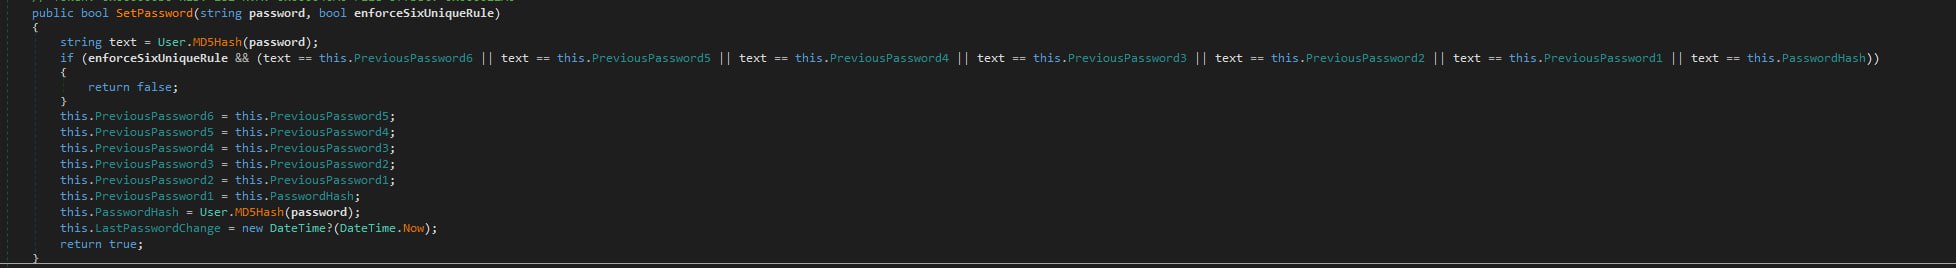 public bool SetPassword(string password, bool enforceSixUniqueRule)
{
string text = User.MD5Hash(password);
if (enforceSixUniqueRule && (text == this.PreviousPassword6 || text == this.PreviousPassword5 || text == this.PreviousPassword4 || text == this.PreviousPassword3 || text == this.PreviousPassword2 || text == this.PreviousPassword1 || text == this.PasswordHash))
{
return false;
}
this.PreviousPassword6 = this.PreviousPassword5;
this.PreviousPassword5 = this.PreviousPassword4;
this.PreviousPassword4 = this.PreviousPassword3;
this.PreviousPassword3 = this.PreviousPassword2;
this.PreviousPassword2 = this.PreviousPassword1;
this.PreviousPassword1 = this.PasswordHash;
this.PasswordHash = User.MD5Hash(password);
this.LastPasswordChange = new DateTime?(DateTime.Now);
return true;
}